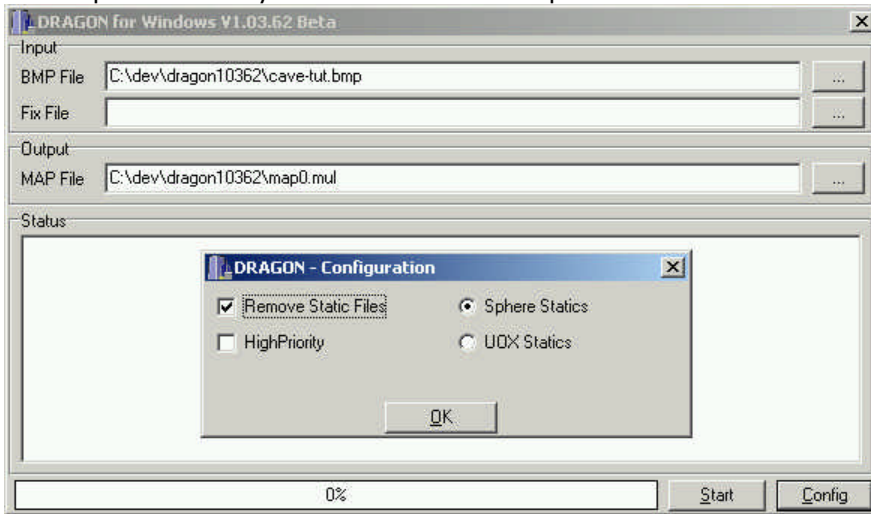 DRAGON for Windows V1.03.62 Beta
Input
BMP File C:\dev\dragon10362\cave-tut.bmp ...
Fix File ...
Output
MAP File C:\dev\dragon10362\map0.mul ...
Status
DRAGON - Configuration
Remove Static Files Sphere Statics
HighPriority UOX Statics
OK
0% Start Config